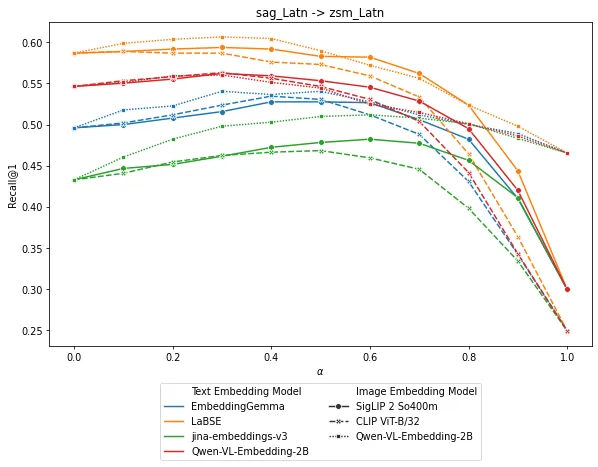 sag_Latn -> zsm_Latn
Recall@1
0.60
0.55
0.50
0.45
0.40
0.35
0.30
0.25
0.0 0.2 0.4 0.6 0.8 1.0
α
Text Embedding Model
EmbeddingGemma
LaBSE
jina-embeddings-v3
Qwen-VL-Embedding-2B
Image Embedding Model
SigLIP 2 So400m
CLIP ViT-B/32
Qwen-VL-Embedding-2B